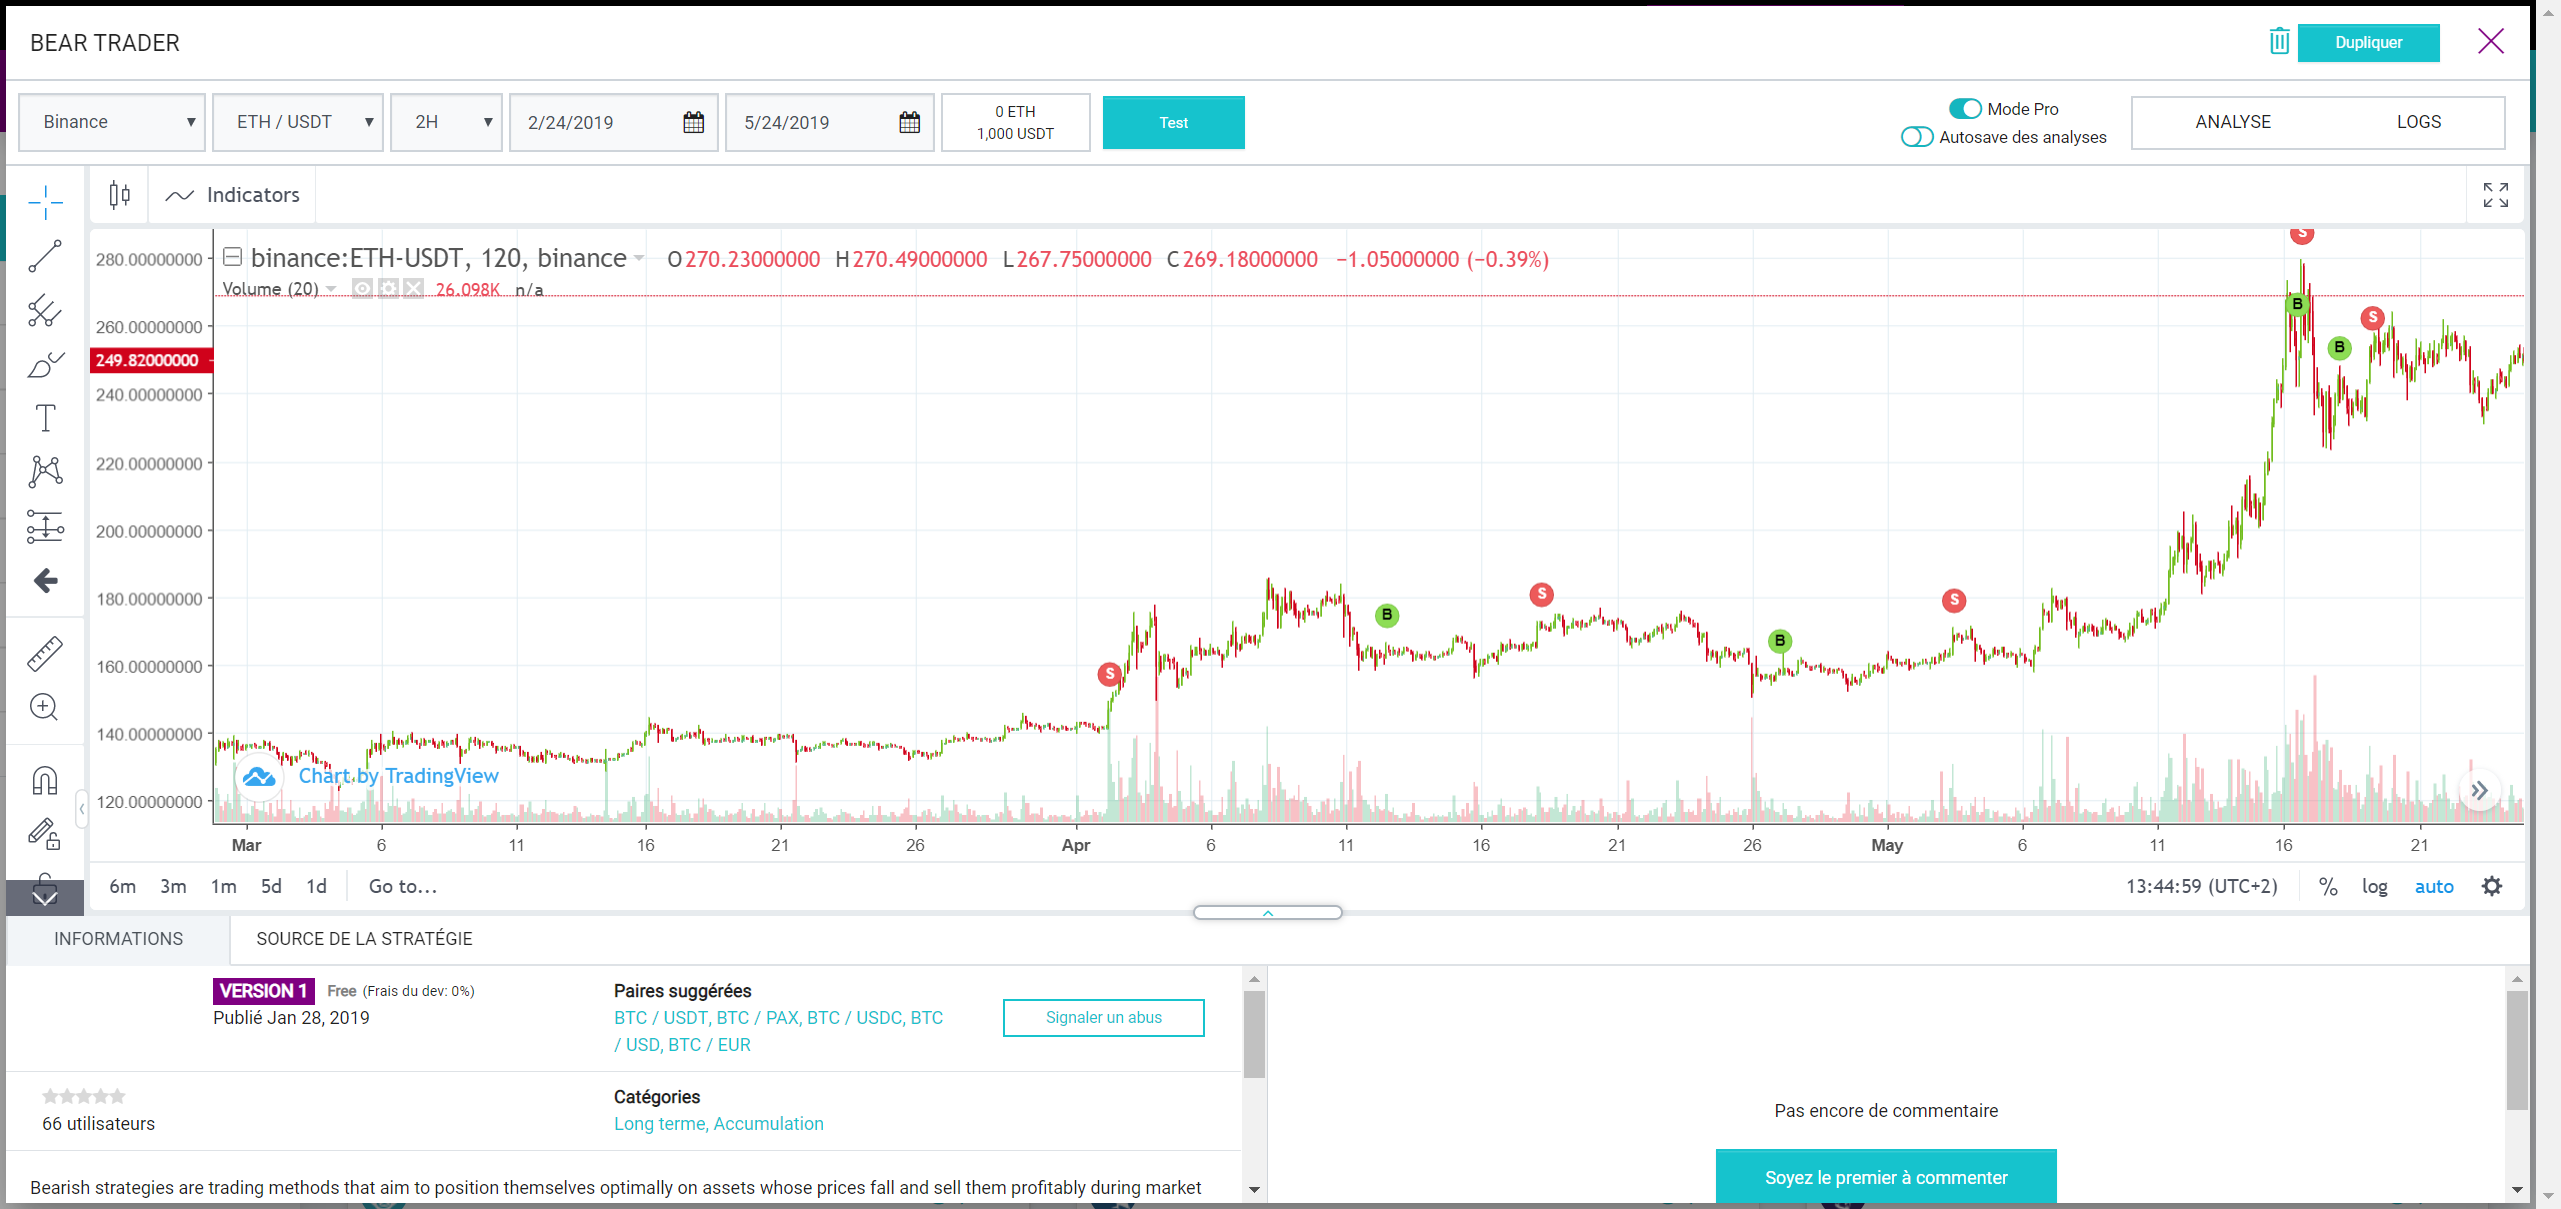 BEAR TRADER
Dupliquer
Binance
ETH / USDT
2H
2/24/2019
5/24/2019
0 ETH
1,000 USDT
Test
Mode Pro
Autosave des analyses
ANALYSE
LOGS
Indicators
binance:ETH-USDT, 120, binance
O270.23000000 H270.49000000 L267.75000000 C269.18000000 −1.05000000 (−0.39%)
Volume (20) 26.098K n/a
280.00000000
260.00000000
249.82000000
240.00000000
220.00000000
200.00000000
180.00000000
160.00000000
140.00000000
120.00000000
S
B
S
B
S
B
S
B
S
B
T
Chart by TradingView
Mar 6 11 16 21 26 Apr 6 11 16 21 26 May 6 11 16 21
6m 3m 1m 5d 1d Go to...
13:44:59 (UTC+2) % log auto
INFORMATIONS
SOURCE DE LA STRATÉGIE
VERSION 1 Free (Frais du dev: 0%)
Publié Jan 28, 2019
Paires suggérées
BTC / USDT, BTC / PAX, BTC / USDC, BTC
/ USD, BTC / EUR
Signaler un abus
66 utilisateurs
Catégories
Long terme, Accumulation
Bearish strategies are trading methods that aim to position themselves optimally on assets whose prices fall and sell them profitably during market
Pas encore de commentaire
Soyez le premier à commenter